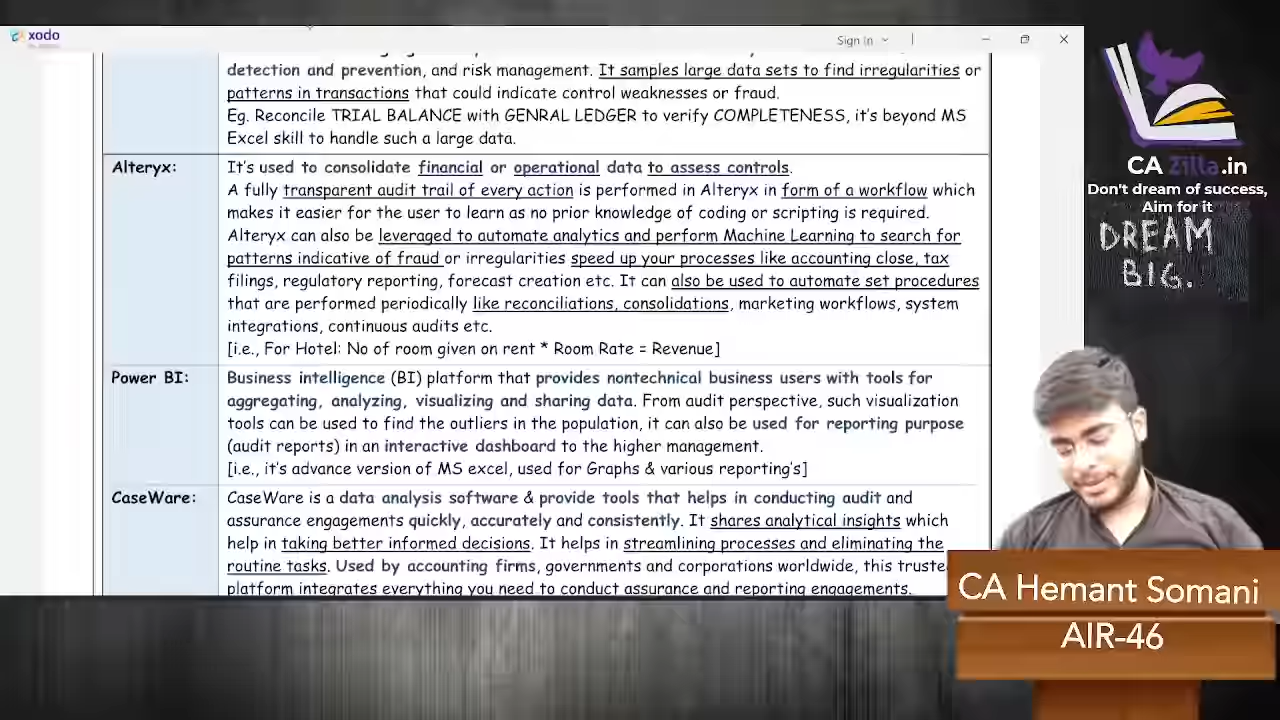 xodo
Sign In
detection and prevention, and risk management. It samples large data sets to find irregularities or
patterns in transactions that could indicate control weaknesses or fraud.
Eg. Reconcile TRIAL BALANCE with GENRAL LEDGER to verify COMPLETENESS, it's beyond MS
Excel skill to handle such a large data.
Alteryx:
It's used to consolidate financial or operational data to assess controls.
A fully transparent audit trail of every action is performed in Alteryx in form of a workflow which
makes it easier for the user to learn as no prior knowledge of coding or scripting is required.
Alteryx can also be leveraged to automate analytics and perform Machine Learning to search for
patterns indicative of fraud or irregularities speed up your processes like accounting close, tax
filings, regulatory reporting, forecast creation etc. It can also be used to automate set procedures
that are performed periodically like reconciliations, consolidations, marketing workflows, system
integrations, continuous audits etc.
[i.e., For Hotel: No of room given on rent * Room Rate = Revenue]
Power BI:
Business intelligence (BI) platform that provides nontechnical business users with tools for
aggregating, analyzing, visualizing and sharing data. From audit perspective, such visualization
tools can be used to find the outliers in the population, it can also be used for reporting purpose
(audit reports) in an interactive dashboard to the higher management.
[i.e., it's advance version of MS excel, used for Graphs & various reporting's]
CaseWare:
CaseWare is a data analysis software & provide tools that helps in conducting audit and
assurance engagements quickly, accurately and consistently. It shares analytical insights which
help in taking better informed decisions. It helps in streamlining processes and eliminating the
routine tasks. Used by accounting firms, governments and corporations worldwide, this
platform integrates everything you need to conduct assurance and reporting engagements.
CA Zilla.in
Don't dream of success,
Aim for it
DREAM
BIG.
CA Hemant Somani
AIR-46